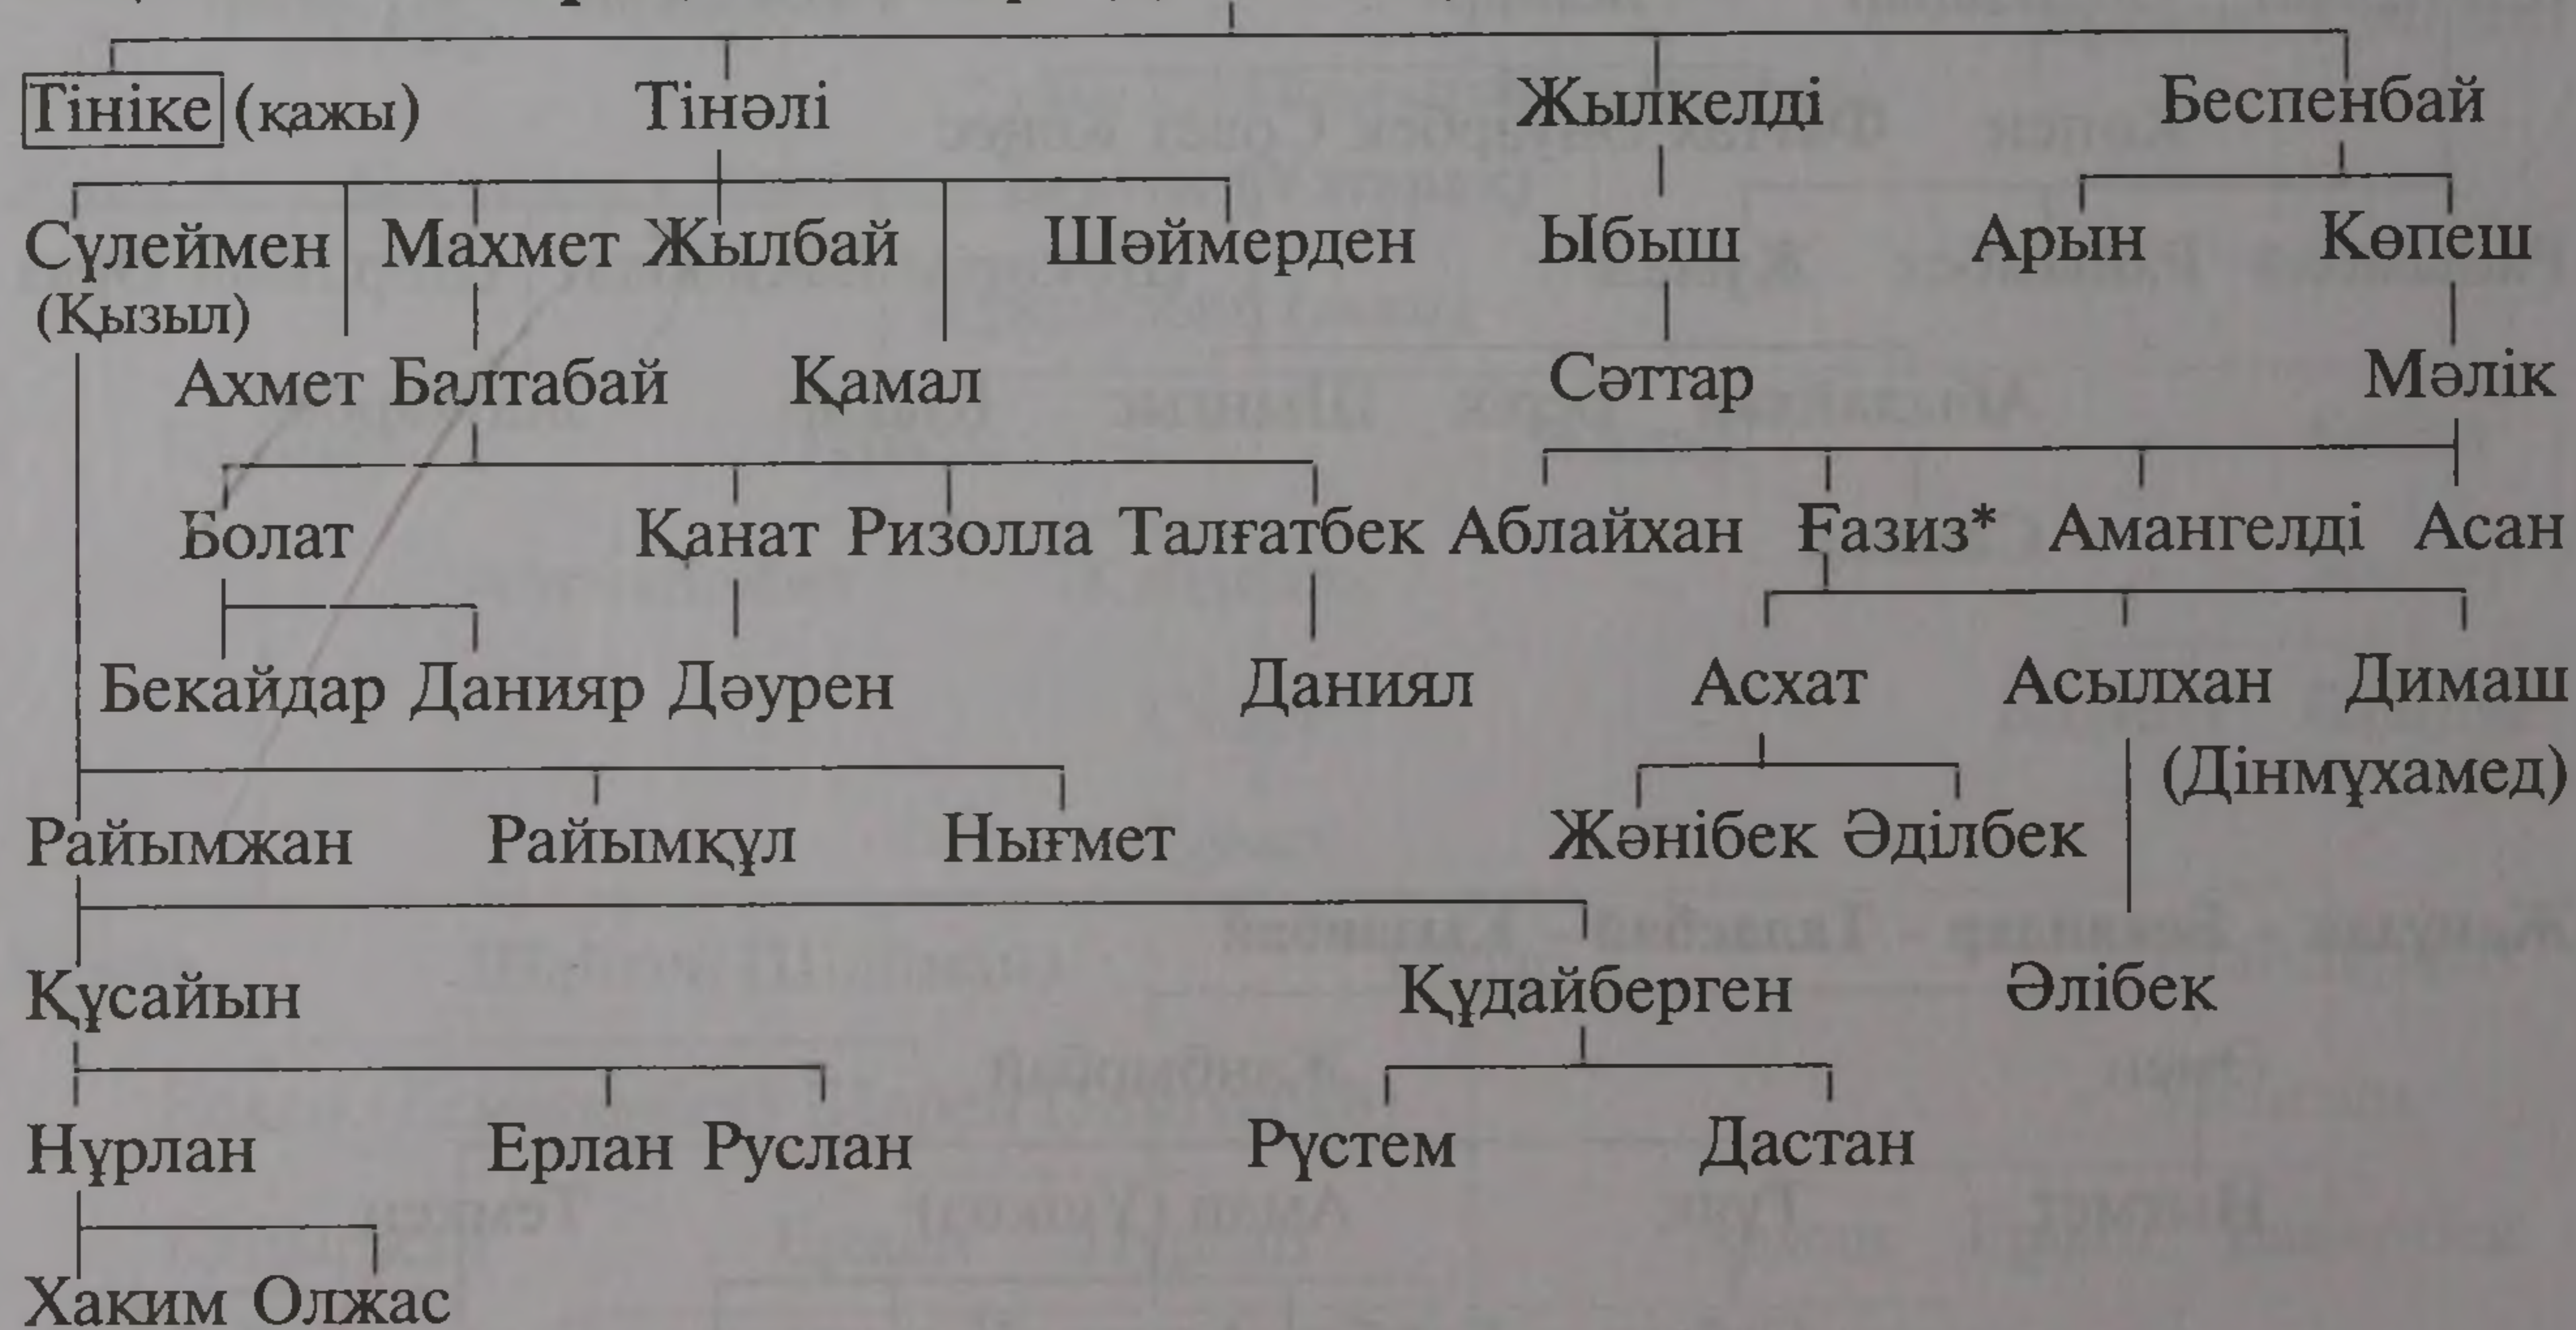 Тініке (қажы) Тінәлі Жылкелді Беспенбай
Сүлеймен Махмет Жылбай Шәймерден Ыбыш Арын Көпеш
(Қызыл)
Ахмет Балтабай Қамал Сәттар Мәлік
Болат Қанат Ризолла Талғатбек Аблайхан Ғазиз* Амангелді Асан
Бекайдар Данияр Дәурен Даниял Асхат Асылхан Димаш
(Дінмұхамед)
Райымжан Райымқұл Нығмет Жәнібек Әділбек
Құсайын Құдайберген Әлібек
Нұрлан Ерлан Руслан Рүстем Дастан
Хаким Олжас